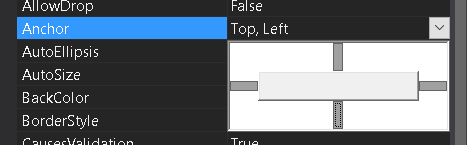 AllowDrop False
Anchor Top, Left
AutoEllipsis
AutoSize
BackColor
BorderStyle
CausesValidation True